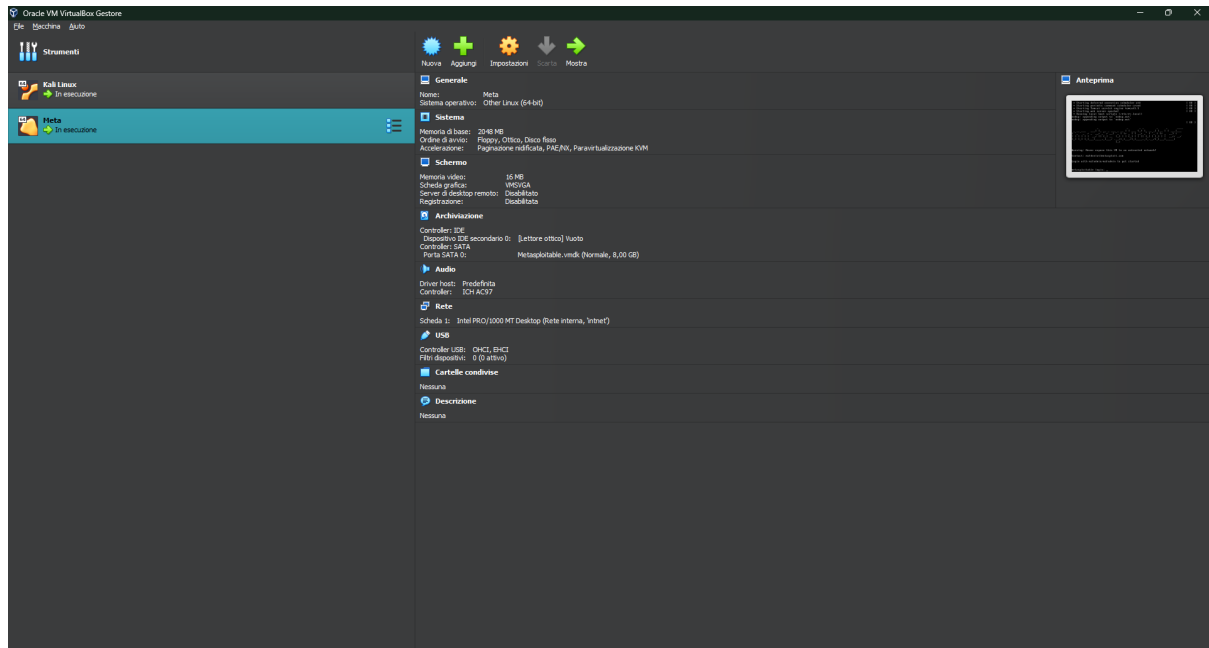 Oracle VM VirtualBox Gestore
File Macchina Aiuto
Strumenti
Nuova Aggiungi Impostazioni Scarta Mostra
Kali Linux
In esecuzione
Meta
In esecuzione
Generale
Nome: Meta
Sistema operativo: Other Linux (64-bit)
Sistema
Memoria di base: 2048 MB
Ordine di avvio: Floppy, Ottico, Disco fisso
Accelerazione: Paginazione nidificata, PAE/NX, Paravirtualizzazione KVM
Schermo
Memoria video: 16 MB
Scheda grafica: VMSVGA
Server di desktop remoto: Disabilitato
Registrazione: Disabilitata
Archiviazione
Controller: IDE
Dispositivo IDE secondario 0: [Lettore ottico] Vuoto
Controller: SATA
Porta SATA 0: Metasploitable.vmdk (Normale, 8,00 GB)
Audio
Driver host: Predefinita
Controller: ICH AC97
Rete
Scheda 1: Intel PRO/1000 MT Desktop (Rete interna, 'intnet')
USB
Controller USB: OHCI, EHCI
Filtri dispositivi: 0 (0 attivo)
Cartelle condivise
Nessuna
Descrizione
Nessuna
Anteprima